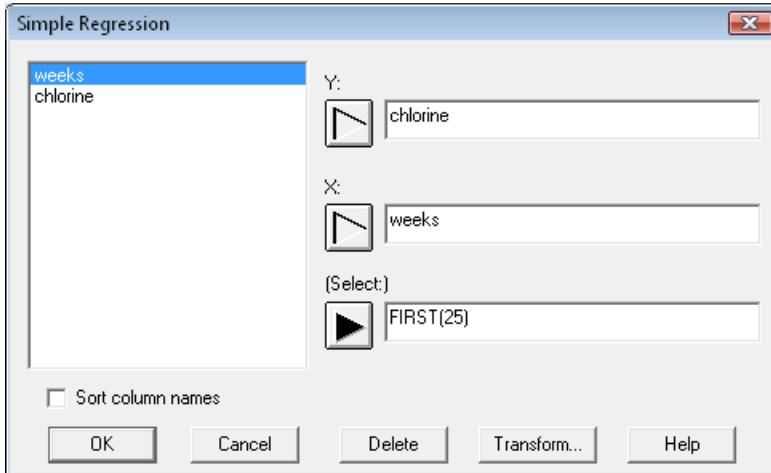 Simple Regression
weeks
chlorine
Y:
chlorine
X:
weeks
(Select:)
FIRST(25)
Sort column names
OK
Cancel
Delete
Transform...
Help